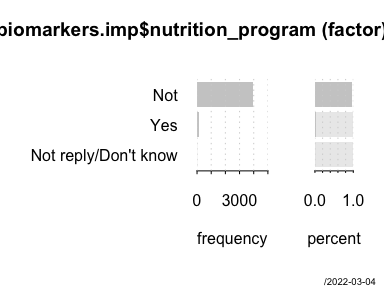 biomarkers.imp$nutrition_program (factor)
Not
Yes
Not reply/Don't know
0 3000 0.0 1.0
frequency percent
/2022-03-04